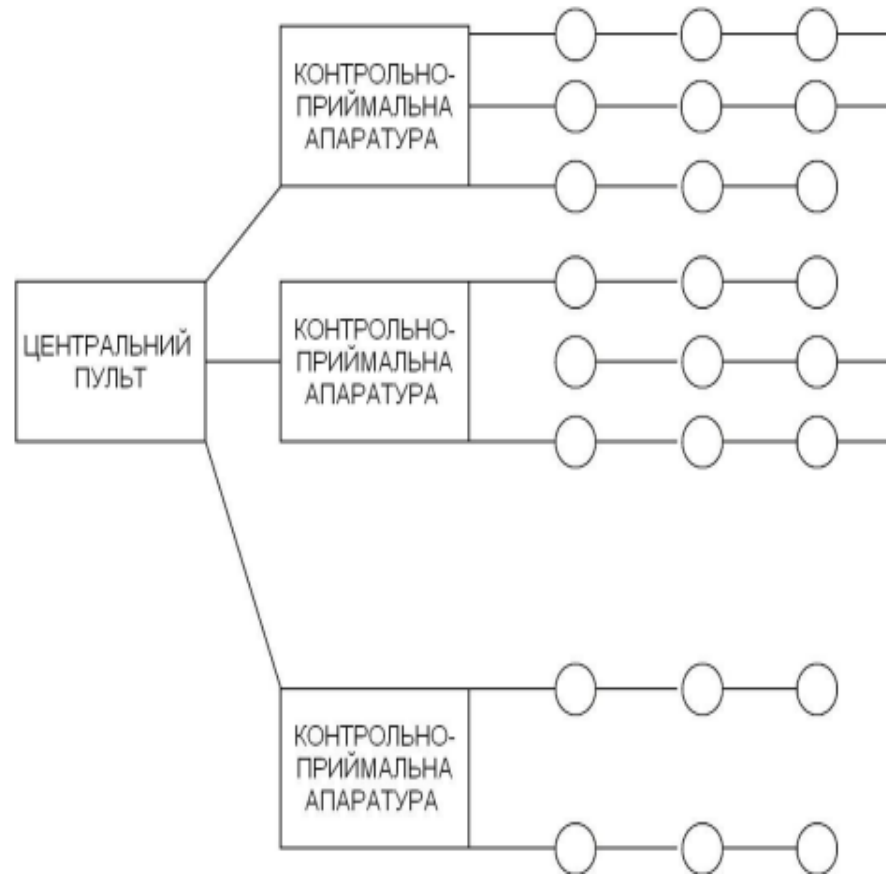 КОНТРОЛЬНО-
ПРИЙМАЛЬНА
АПАРАТУРА
ЦЕНТРАЛЬНИЙ
ПУЛЬТ
КОНТРОЛЬНО-
ПРИЙМАЛЬНА
АПАРАТУРА
КОНТРОЛЬНО-
ПРИЙМАЛЬНА
АПАРАТУРА